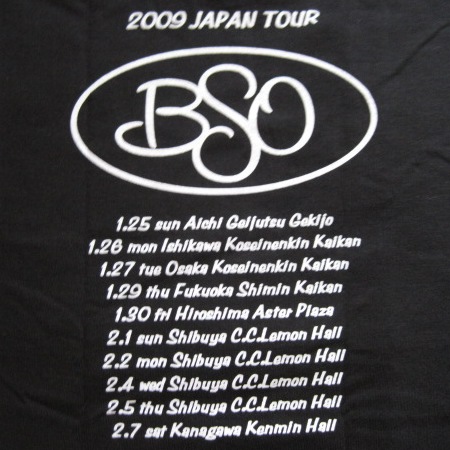 2009 JAPAN TOUR
BSO
1.25 sun Aichi Geijutsu Gekijo
1.26 mon Ishikawa Koseinenkin Kaikan
1.27 tue Osaka Koseinenkin Kaikan
1.29 thu Fukuoka Shimin Kaikan
1.30 fri Hiroshima Aster Plaza
2.1 sun Shibuya C.C.Lemon Hall
2.2 mon Shibuya C.C.Lemon Hall
2.4 wed Shibuya C.C.Lemon Hall
2.5 thu Shibuya C.C.Lemon Hall
2.7 sat Kanagawa Kenmin Hall